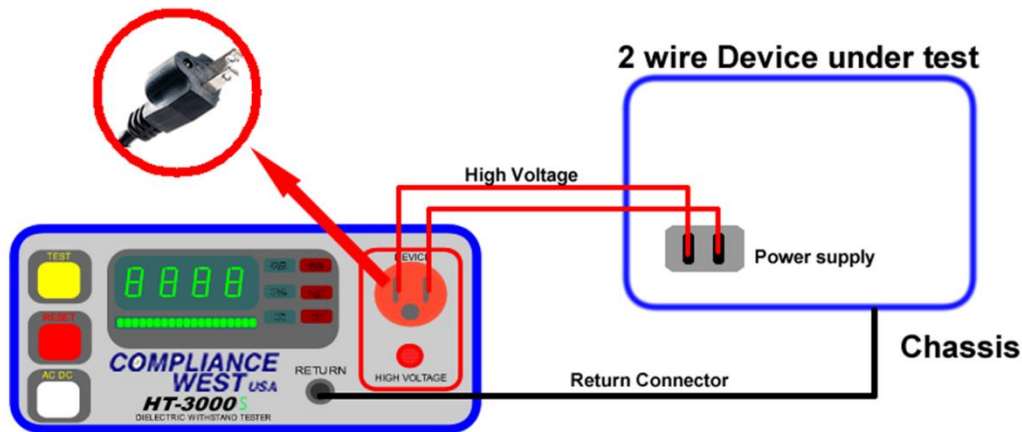 2 wire Device under test
High Voltage
Power supply
Chassis
Return Connector
TEST
RESET
AC DC
8888
DEVICE
HIGH VOLTAGE
RETURN
COMPLIANCE
WEST USA
HT-3000S
DIELECTRIC WITHSTAND TESTER